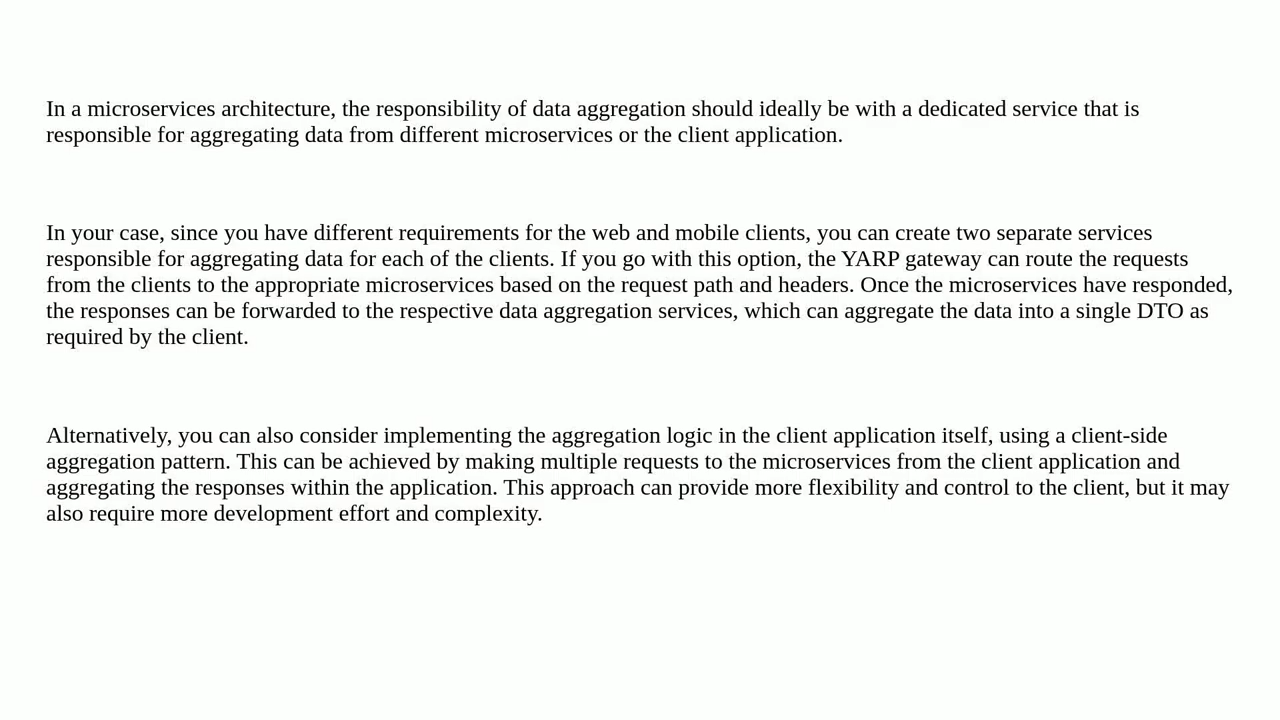 In a microservices architecture, the responsibility of data aggregation should ideally be with a dedicated service that is
responsible for aggregating data from different microservices or the client application.
In your case, since you have different requirements for the web and mobile clients, you can create two separate services
responsible for aggregating data for each of the clients. If you go with this option, the YARP gateway can route the requests
from the clients to the appropriate microservices based on the request path and headers. Once the microservices have responded,
the responses can be forwarded to the respective data aggregation services, which can aggregate the data into a single DTO as
required by the client.
Alternatively, you can also consider implementing the aggregation logic in the client application itself, using a client-side
aggregation pattern. This can be achieved by making multiple requests to the microservices from the client application and
aggregating the responses within the application. This approach can provide more flexibility and control to the client, but it may
also require more development effort and complexity.